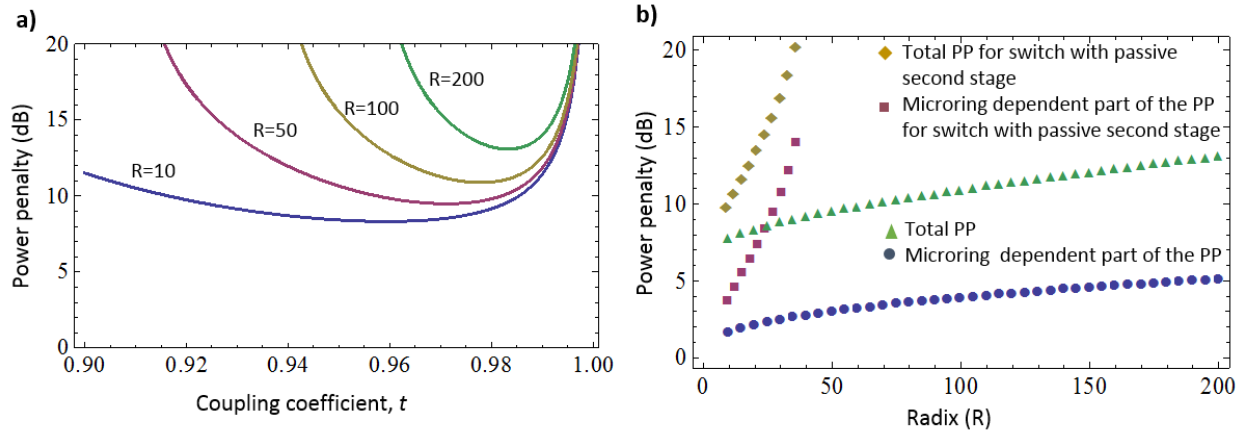 a)
20
15
10
5
0
Power penalty (dB)
R=200
R=50
R=100
R=10
0.90
0.92
0.94
0.96
0.98
1.00
Coupling coefficient, t
b)
20
15
10
5
0
Power penalty (dB)
Total PP for switch with passive
second stage
Microring dependent part of the PP
for switch with passive second stage
Total PP
Microring dependent part of the PP
0
50
100
150
200
Radix (R)